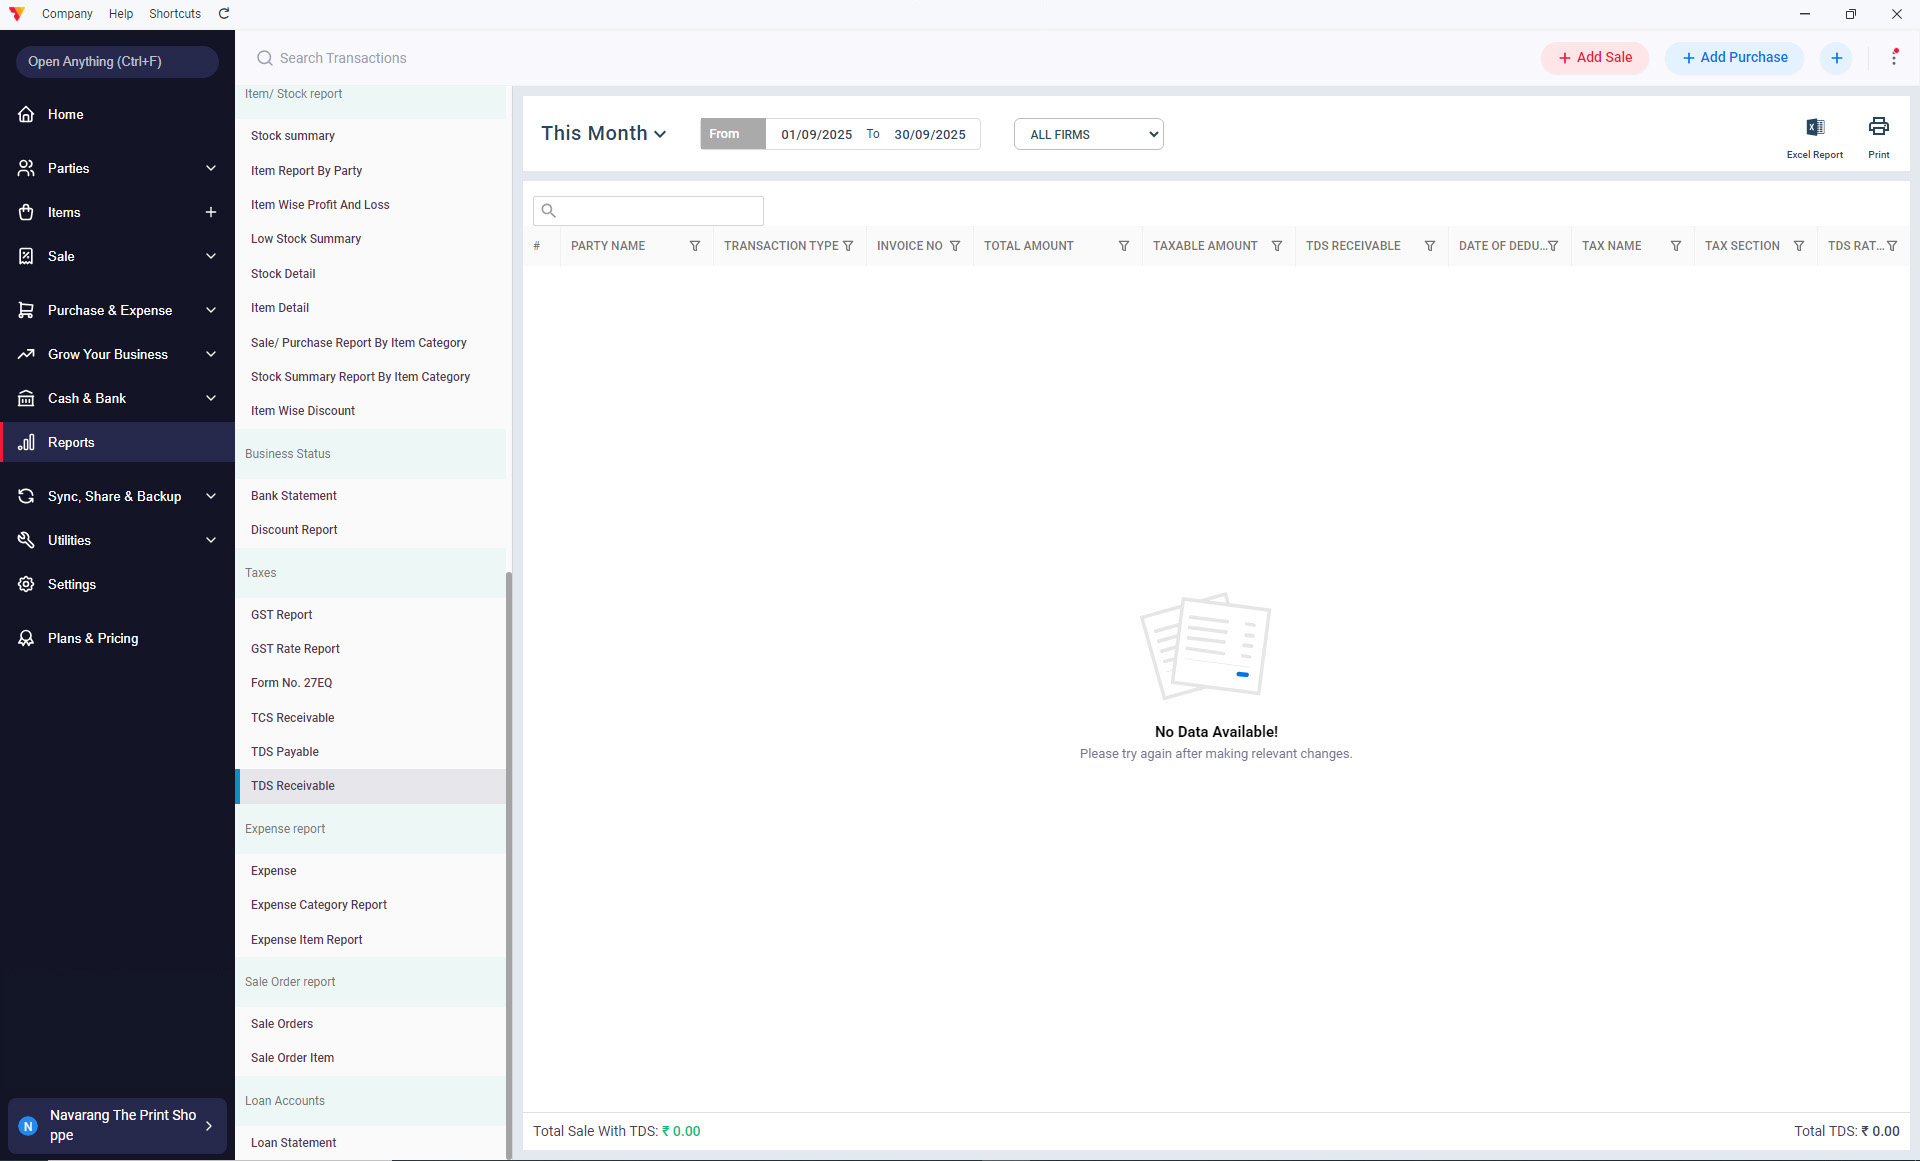 Company Help Shortcuts
Open Anything (Ctrl+F)
Search Transactions
+ Add Sale
+ Add Purchase
Home
Parties
Items
Sale
Purchase & Expense
Grow Your Business
Cash & Bank
Reports
Sync, Share & Backup
Utilities
Settings
Plans & Pricing
N
Navarang The Print Sho
ppe
Item/ Stock report
Stock summary
Item Report By Party
Item Wise Profit And Loss
Low Stock Summary
Stock Detail
Item Detail
Sale/ Purchase Report By Item Category
Stock Summary Report By Item Category
Item Wise Discount
Business Status
Bank Statement
Discount Report
Taxes
GST Report
GST Rate Report
Form No. 27EQ
TCS Receivable
TDS Payable
TDS Receivable
Expense report
Expense
Expense Category Report
Expense Item Report
Sale Order report
Sale Orders
Sale Order Item
Loan Accounts
Loan Statement
This Month From 01/09/2025 To 30/09/2025 ALL FIRMS
Excel Report Print
# PARTY NAME TRANSACTION TYPE INVOICE NO TOTAL AMOUNT TAXABLE AMOUNT TDS RECEIVABLE DATE OF DEDU... TAX NAME TAX SECTION TDS RAT...
No Data Available!
Please try again after making relevant changes.
Total Sale With TDS: ₹ 0.00 Total TDS: ₹ 0.00